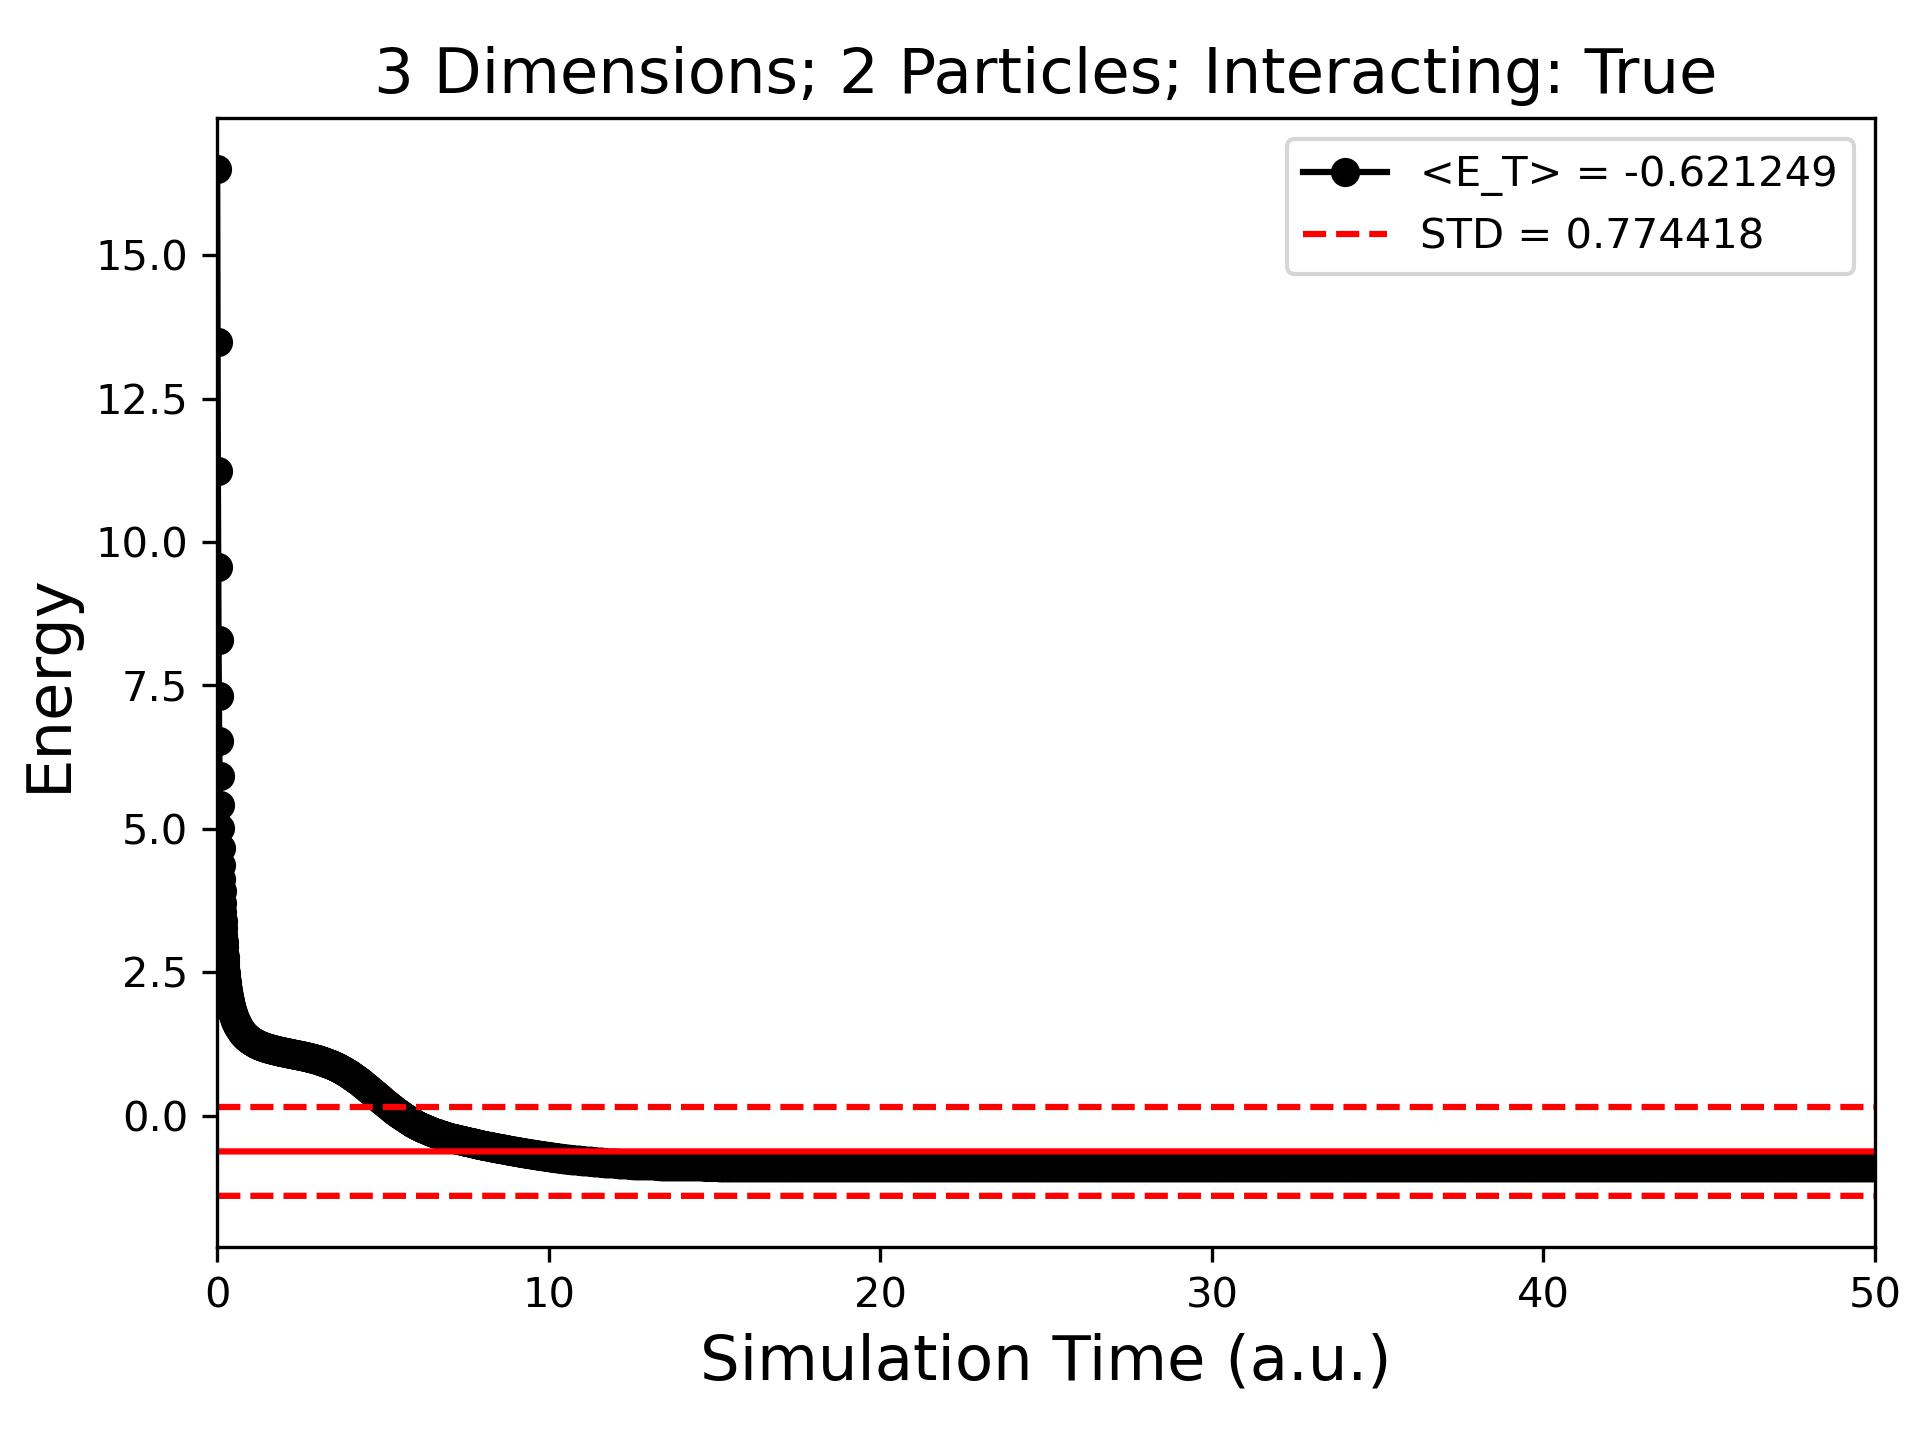 3 Dimensions; 2 Particles; Interacting: True
<E_T> = -0.621249
STD = 0.774418
Energy
15.0
12.5
10.0
7.5
5.0
2.5
0.0
0 10 20 30 40 50
Simulation Time (a.u.)